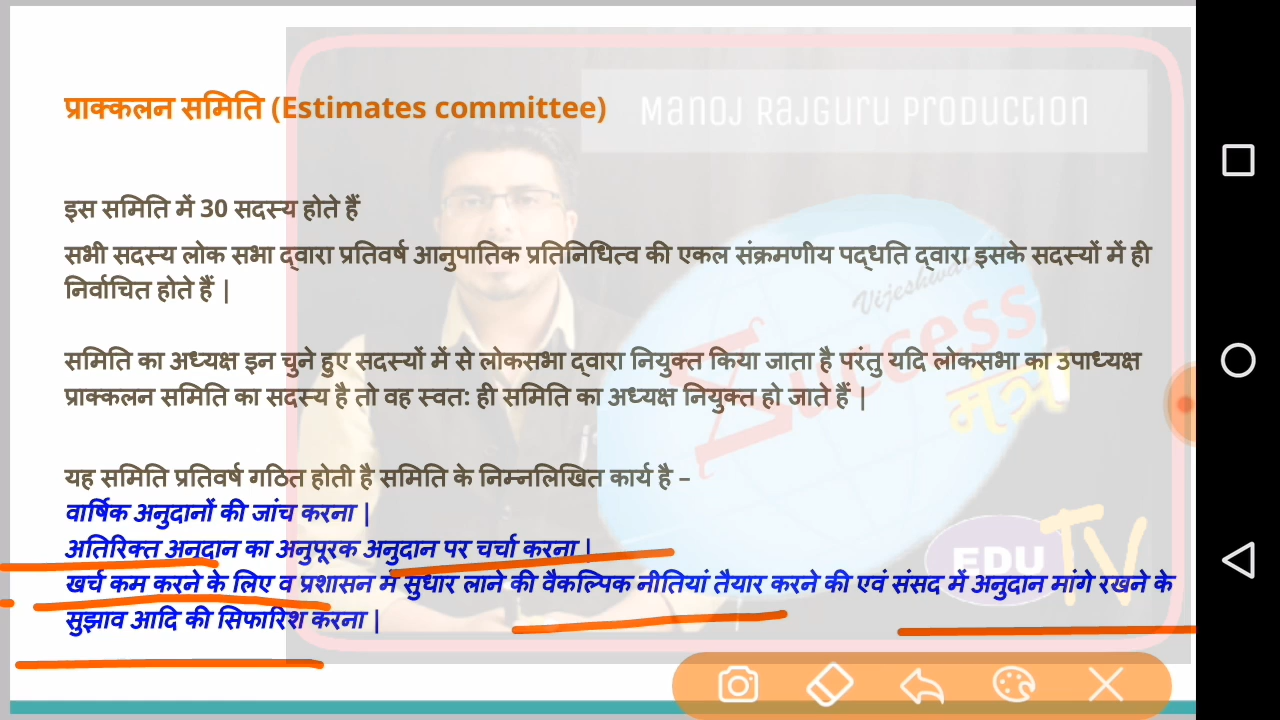 प्राक्कलन समिति (Estimates committee)
Manoj Rajguru Production
इस समिति में 30 सदस्य होते हैं
सभी सदस्य लोक सभा द्वारा प्रतिवर्ष आनुपातिक प्रतिनिधित्व की एकल संक्रमणीय पद्धति द्वारा इसके सदस्यों में ही
निर्वाचित होते हैं |
Vijeshwar
Success
मंत्रा
समिति का अध्यक्ष इन चुने हुए सदस्यों में से लोकसभा द्वारा नियुक्त किया जाता है परंतु यदि लोकसभा का उपाध्यक्ष
प्राक्कलन समिति का सदस्य है तो वह स्वत: ही समिति का अध्यक्ष नियुक्त हो जाते हैं |
यह समिति प्रतिवर्ष गठित होती है समिति के निम्नलिखित कार्य है –
वार्षिक अनुदानों की जांच करना |
अतिरिक्त अनुदान का अनुपूरक अनुदान पर चर्चा करना |
EDU TV
खर्च कम करने के लिए व प्रशासन में सुधार लाने की वैकल्पिक नीतियां तैयार करने की एवं संसद में अनुदान मांगे रखने के
सुझाव आदि की सिफारिश करना |